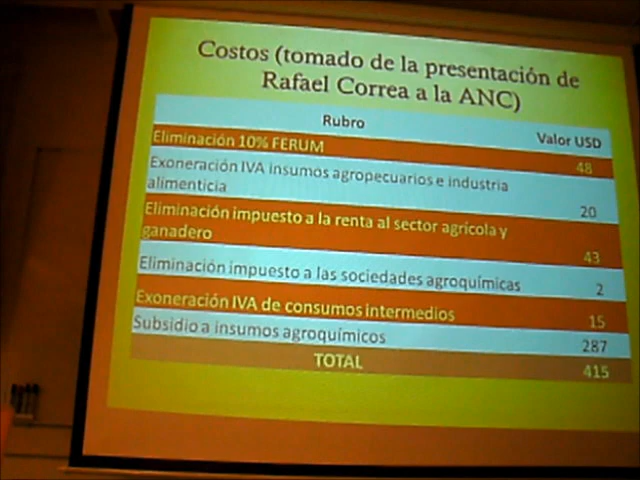 Costos (tomado de la presentación de
Rafael Correa a la ANC)
Rubro Valor USD
Eliminación 10% FERUM 48
Exoneración IVA insumos agropecuarios e industria
alimenticia 20
Eliminación impuesto a la renta al sector agrícola y
ganadero 43
Eliminación impuesto a las sociedades agroquímicas 2
Exoneración IVA de consumos intermedios 15
Subsidio a insumos agroquímicos 287
TOTAL 415